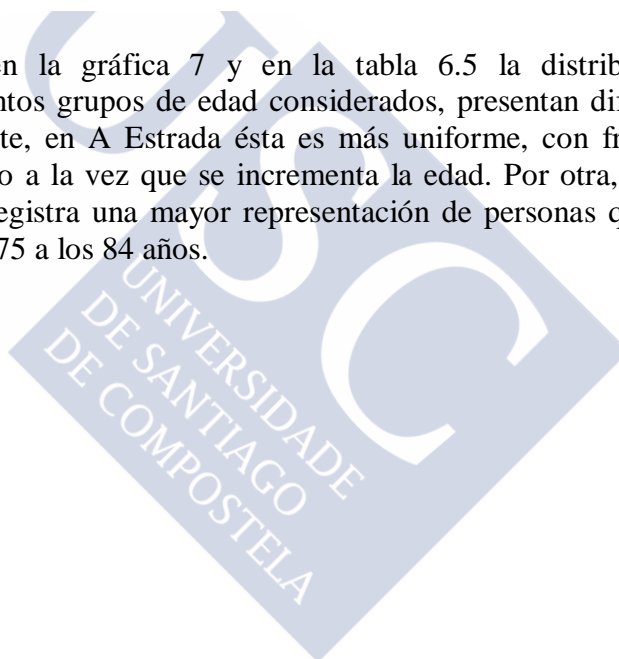 en la gráfica 7 y en la tabla 6.5 la distrib
ntos grupos de edad considerados, presentan di
te, en A Estrada ésta es más uniforme, con fr
o a la vez que se incrementa la edad. Por otra,
egistra una mayor representación de personas q
75 a los 84 años.
USC
UNIVERSIDADE
DE SANTIAGO
DE COMPOSTELA